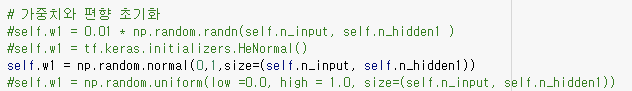 # 가중치와 편향 초기화
#self.w1 = 0.01 * np.random.randn(self.n_input, self.n_hidden1 )
#self.w1 = tf.keras.initializers.HeNormal()
self.w1 = np.random.normal(0,1,size=(self.n_input, self.n_hidden1))
#self.w1 = np.random.uniform(low =0.0, high = 1.0, size=(self.n_input, self.n_hidden1))